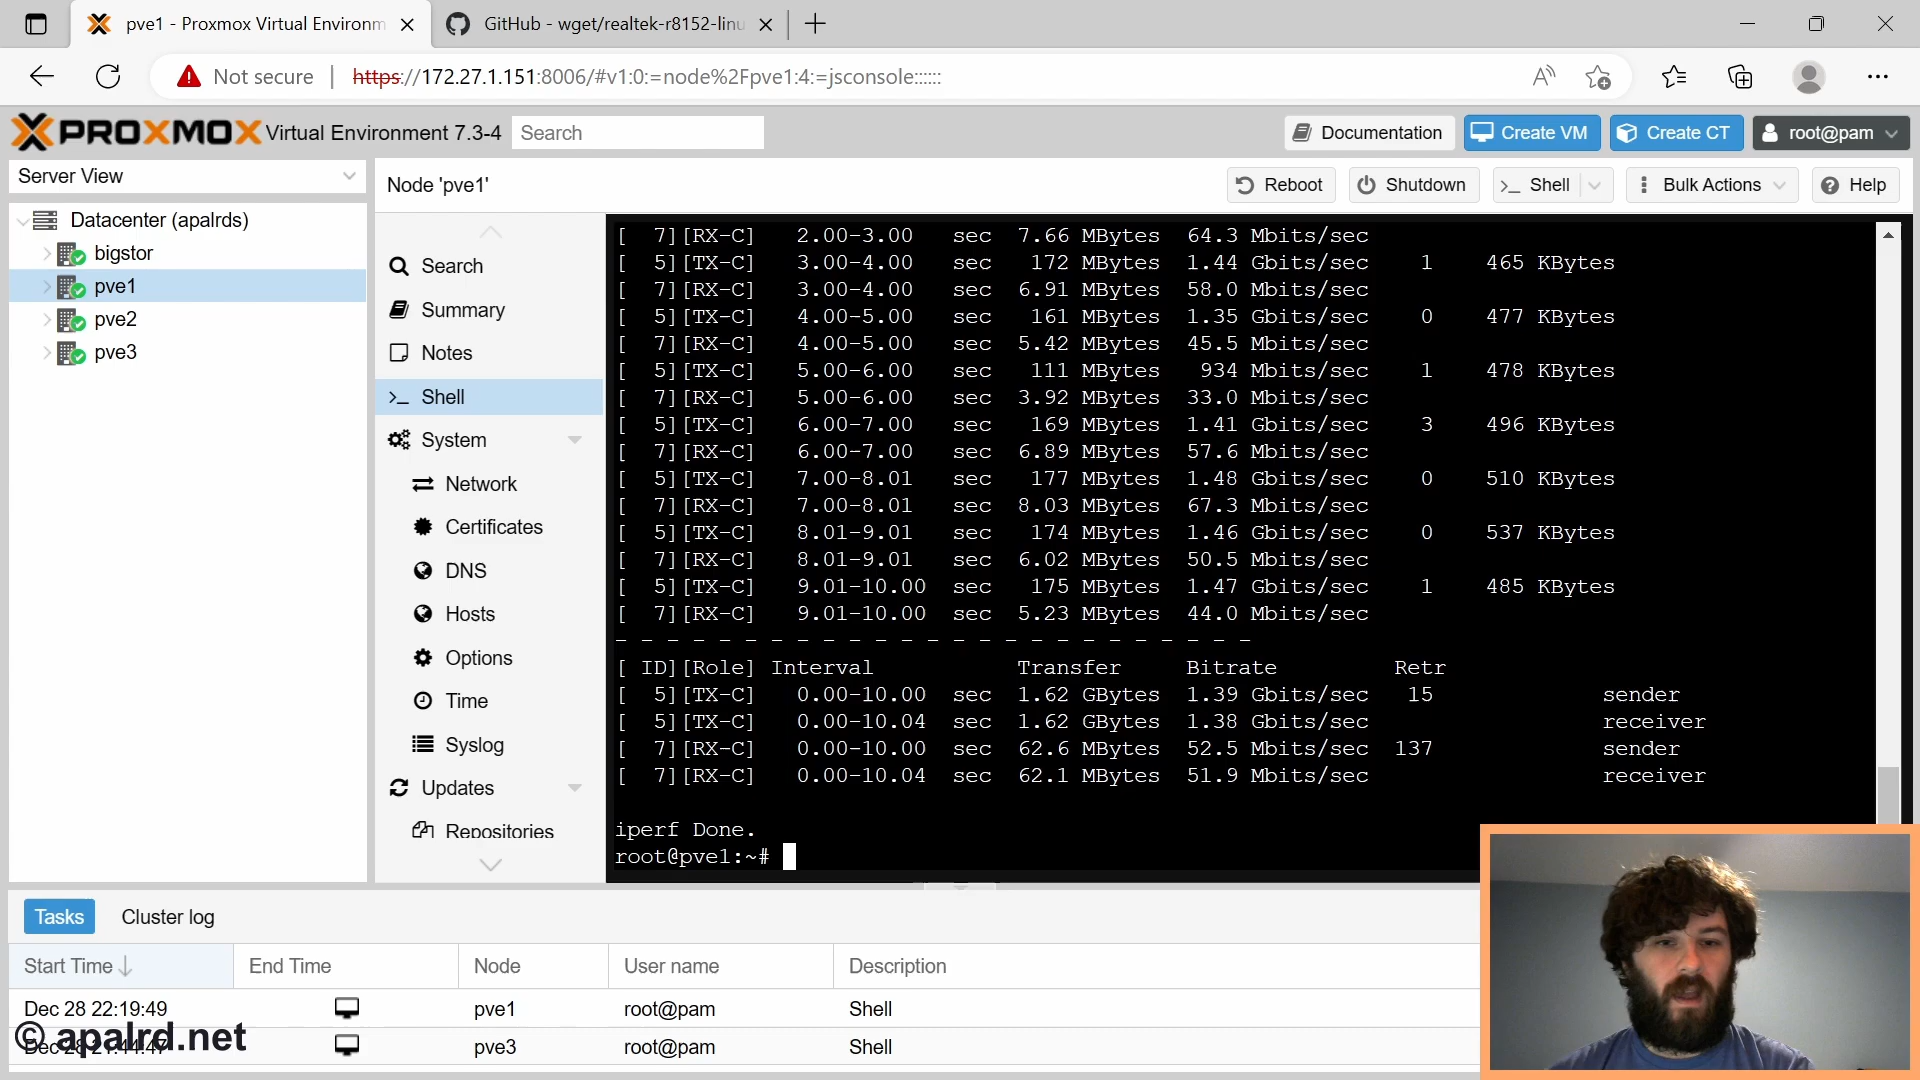 pve1 - Proxmox Virtual Environm
GitHub - wget/realtek-r8152-linu
Not secure | https://172.27.1.151:8006/#v1:0:=node%2Fpve1:4:=jsconsole::::::
PROXMOX Virtual Environment 7.3-4 Search Documentation Create VM Create CT root@pam
Server View
Datacenter (apalrds)
bigstor
pve1
pve2
pve3
Node 'pve1' Reboot Shutdown Shell Bulk Actions Help
Search
Summary
Notes
Shell
System
Network
Certificates
DNS
Hosts
Options
Time
Syslog
Updates
Repositories
[  7][RX-C]   2.00-3.00   sec  7.66 MBytes  64.3 Mbits/sec
[  5][TX-C]   3.00-4.00   sec   172 MBytes  1.44 Gbits/sec    1    465 KBytes
[  7][RX-C]   3.00-4.00   sec  6.91 MBytes  58.0 Mbits/sec
[  5][TX-C]   4.00-5.00   sec   161 MBytes  1.35 Gbits/sec    0    477 KBytes
[  7][RX-C]   4.00-5.00   sec  5.42 MBytes  45.5 Mbits/sec
[  5][TX-C]   5.00-6.00   sec   111 MBytes   934 Mbits/sec    1    478 KBytes
[  7][RX-C]   5.00-6.00   sec  3.92 MBytes  33.0 Mbits/sec
[  5][TX-C]   6.00-7.00   sec   169 MBytes  1.41 Gbits/sec    3    496 KBytes
[  7][RX-C]   6.00-7.00   sec  6.89 MBytes  57.6 Mbits/sec
[  5][TX-C]   7.00-8.01   sec   177 MBytes  1.48 Gbits/sec    0    510 KBytes
[  7][RX-C]   7.00-8.01   sec  8.03 MBytes  67.3 Mbits/sec
[  5][TX-C]   8.01-9.01   sec   174 MBytes  1.46 Gbits/sec    0    537 KBytes
[  7][RX-C]   8.01-9.01   sec  6.02 MBytes  50.5 Mbits/sec
[  5][TX-C]   9.01-10.00  sec   175 MBytes  1.47 Gbits/sec    1    485 KBytes
[  7][RX-C]   9.01-10.00  sec  5.23 MBytes  44.0 Mbits/sec
- - - - - - - - - - - - - - - - - - - - - - - - -
[ ID][Role] Interval           Transfer     Bitrate         Retr
[  5][TX-C]   0.00-10.00  sec  1.62 GBytes  1.39 Gbits/sec   15             sender
[  5][TX-C]   0.00-10.04  sec  1.62 GBytes  1.38 Gbits/sec                  receiver
[  7][RX-C]   0.00-10.00  sec  62.6 MBytes  52.5 Mbits/sec  137             sender
[  7][RX-C]   0.00-10.04  sec  62.1 MBytes  51.9 Mbits/sec                  receiver
iperf Done.
root@pve1:~#
Tasks Cluster log
Start Time End Time Node User name Description
Dec 28 22:19:49 pve1 root@pam Shell
Dec 28 21:44:47 pve3 root@pam Shell
© apalrd.net